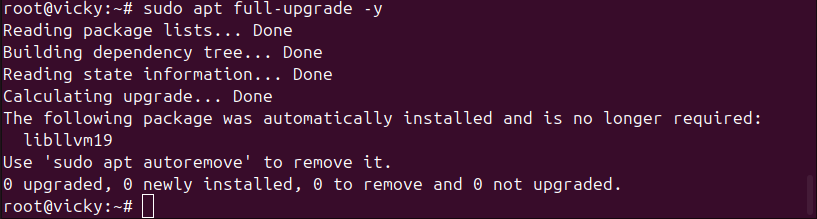 root@vicky:~# sudo apt full-upgrade -y
Reading package lists... Done
Building dependency tree... Done
Reading state information... Done
Calculating upgrade... Done
The following package was automatically installed and is no longer required:
  libllvm19
Use 'sudo apt autoremove' to remove it.
0 upgraded, 0 newly installed, 0 to remove and 0 not upgraded.
root@vicky:~#